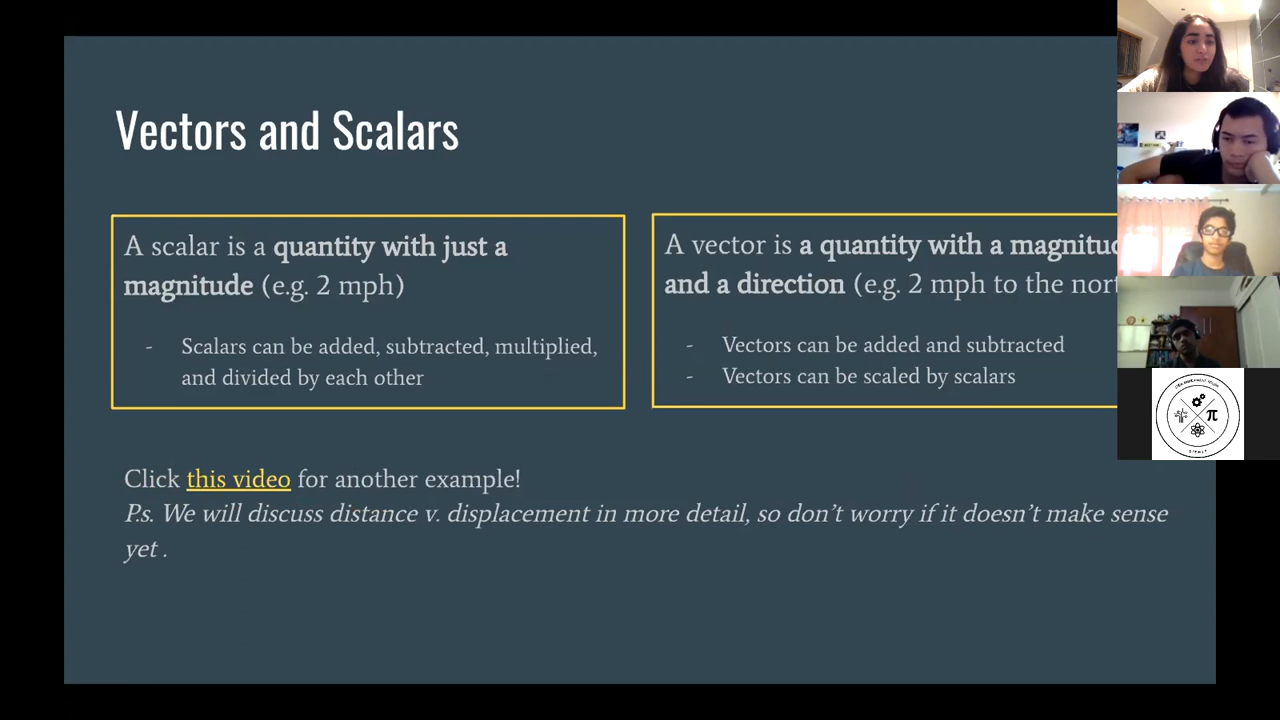 Vectors and Scalars
A scalar is a quantity with just a
magnitude (e.g. 2 mph)
- Scalars can be added, subtracted, multiplied,
and divided by each other
A vector is a quantity with a
and a direction (e.g. 2 mph to the
- Vectors can be added and subtracted
- Vectors can be scaled by scalars
Click this video for another example!
P.s. We will discuss distance v. displacement in more detail, so don't worry if it doesn't make sense
yet .
π